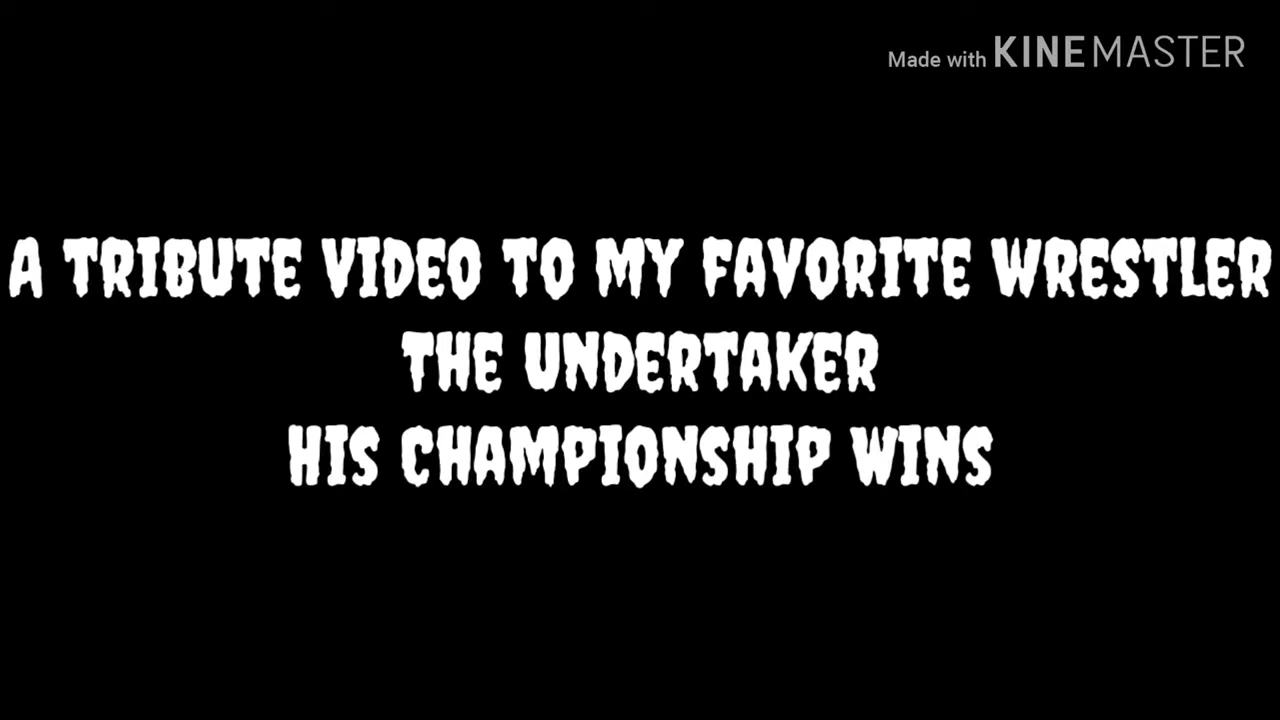 Made with KINEMASTER
A TRIBUTE VIDEO TO MY FAVORITE WRESTLER
THE UNDERTAKER
HIS CHAMPIONSHIP WINS